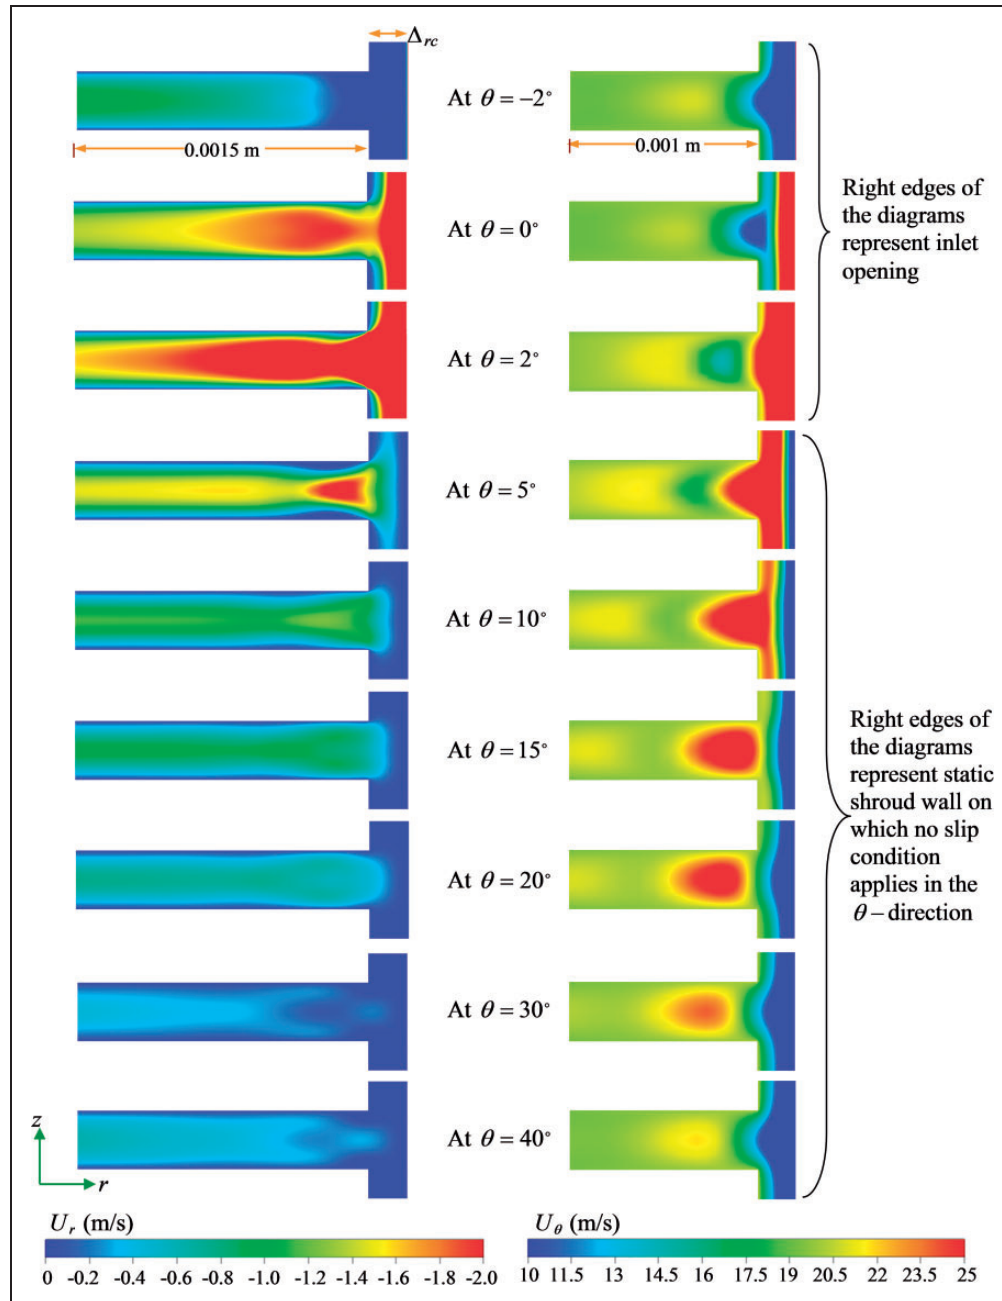 Δrc
At θ = −2°
0.0015 m
0.001 m
At θ = 0°
Right edges of
the diagrams
represent inlet
opening
At θ = 2°
At θ = 5°
At θ = 10°
At θ = 15°
Right edges of
the diagrams
represent static
shroud wall on
which no slip
condition
applies in the
θ − direction
At θ = 20°
At θ = 30°
At θ = 40°
z
r
Ur (m/s)
0 -0.2 -0.4 -0.6 -0.8 -1.0 -1.2 -1.4 -1.6 -1.8 -2.0
Uθ (m/s)
10 11.5 13 14.5 16 17.5 19 20.5 22 23.5 25